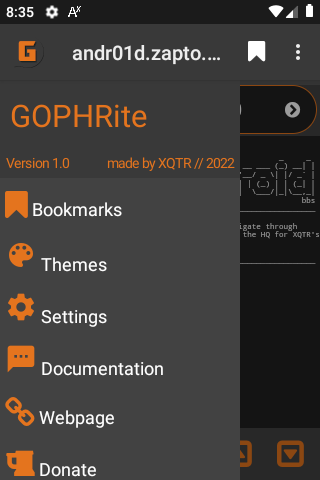 8:35
andr01d.zapto....
GOPHRite
Version 1.0 made by XQTR // 2022
Bookmarks
bbs
Themes
igate through
the HQ for XQTR's
Settings
Documentation
Webpage
Donate